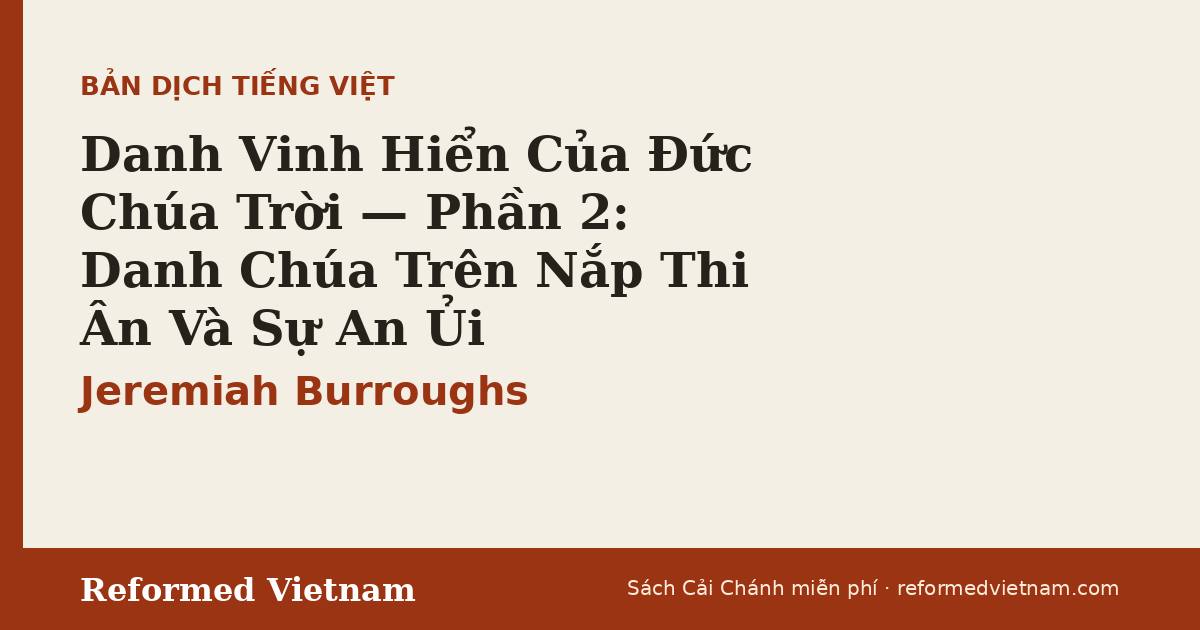 BẢN DỊCH TIẾNG VIỆT
Danh Vinh Hiển Của Đức
Chúa Trời — Phần 2:
Danh Chúa Trên Nắp Thi
Ân Và Sự An Ủi
Jeremiah Burroughs
Reformed Vietnam
Sách Cải Chánh miễn phí · reformedvietnam.com